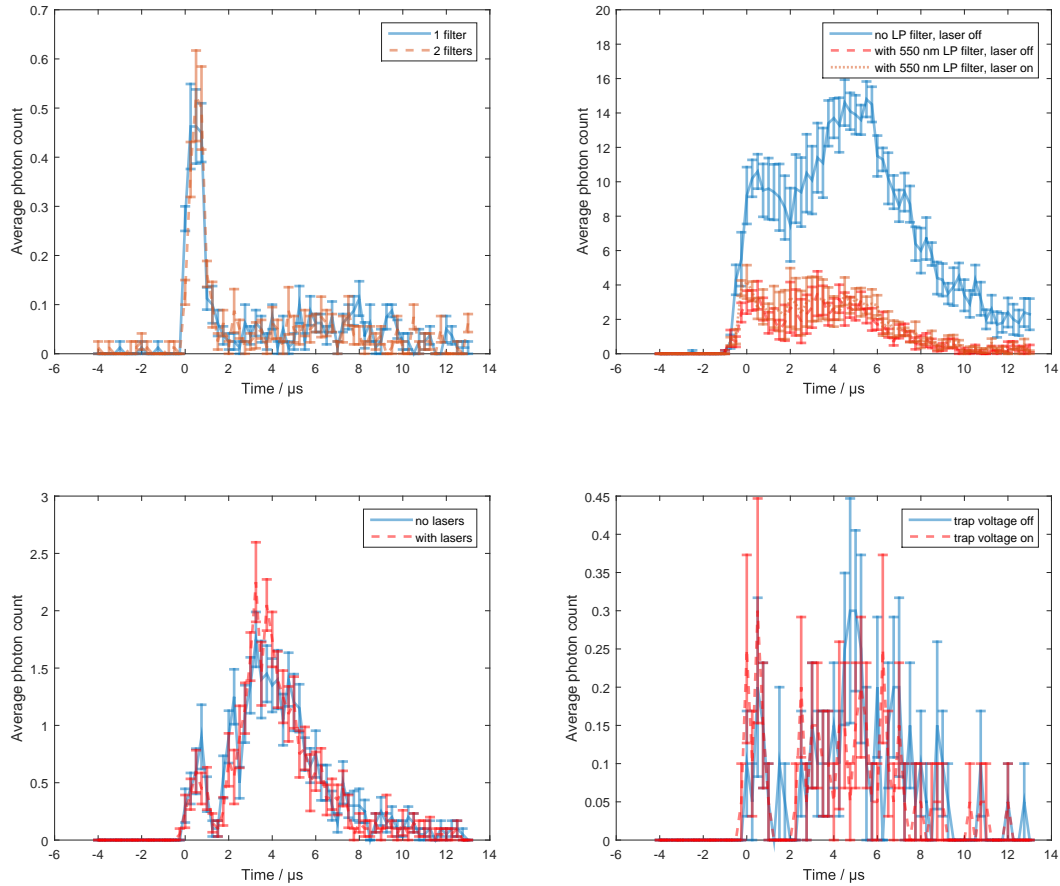 0.7
0.6
0.5
0.4
0.3
0.2
0.1
0
Average photon count
1 filter
2 filters
-6 -4 -2 0 2 4 6 8 10 12 14
Time / µs
20
18
16
14
12
10
8
6
4
2
0
Average photon count
no LP filter, laser off
with 550 nm LP filter, laser off
with 550 nm LP filter, laser on
-6 -4 -2 0 2 4 6 8 10 12 14
Time / µs
3
2.5
2
1.5
1
0.5
0
Average photon count
no lasers
with lasers
-6 -4 -2 0 2 4 6 8 10 12 14
Time / µs
0.45
0.4
0.35
0.3
0.25
0.2
0.15
0.1
0.05
0
Average photon count
trap voltage off
trap voltage on
-6 -4 -2 0 2 4 6 8 10 12 14
Time / µs